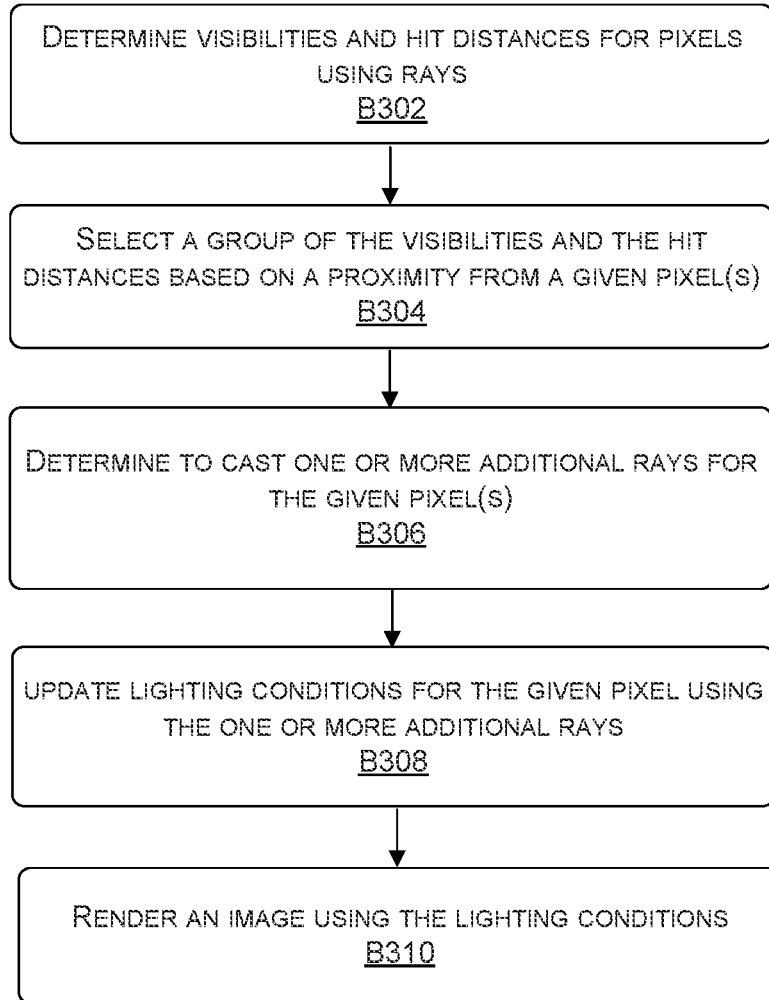 DETERMINE VISIBILITIES AND HIT DISTANCES FOR PIXELS
USING RAYS
B302
SELECT A GROUP OF THE VISIBILITIES AND THE HIT
DISTANCES BASED ON A PROXIMITY FROM A GIVEN PIXEL(S)
B304
DETERMINE TO CAST ONE OR MORE ADDITIONAL RAYS FOR
THE GIVEN PIXEL(S)
B306
UPDATE LIGHTING CONDITIONS FOR THE GIVEN PIXEL USING
THE ONE OR MORE ADDITIONAL RAYS
B308
RENDER AN IMAGE USING THE LIGHTING CONDITIONS
B310